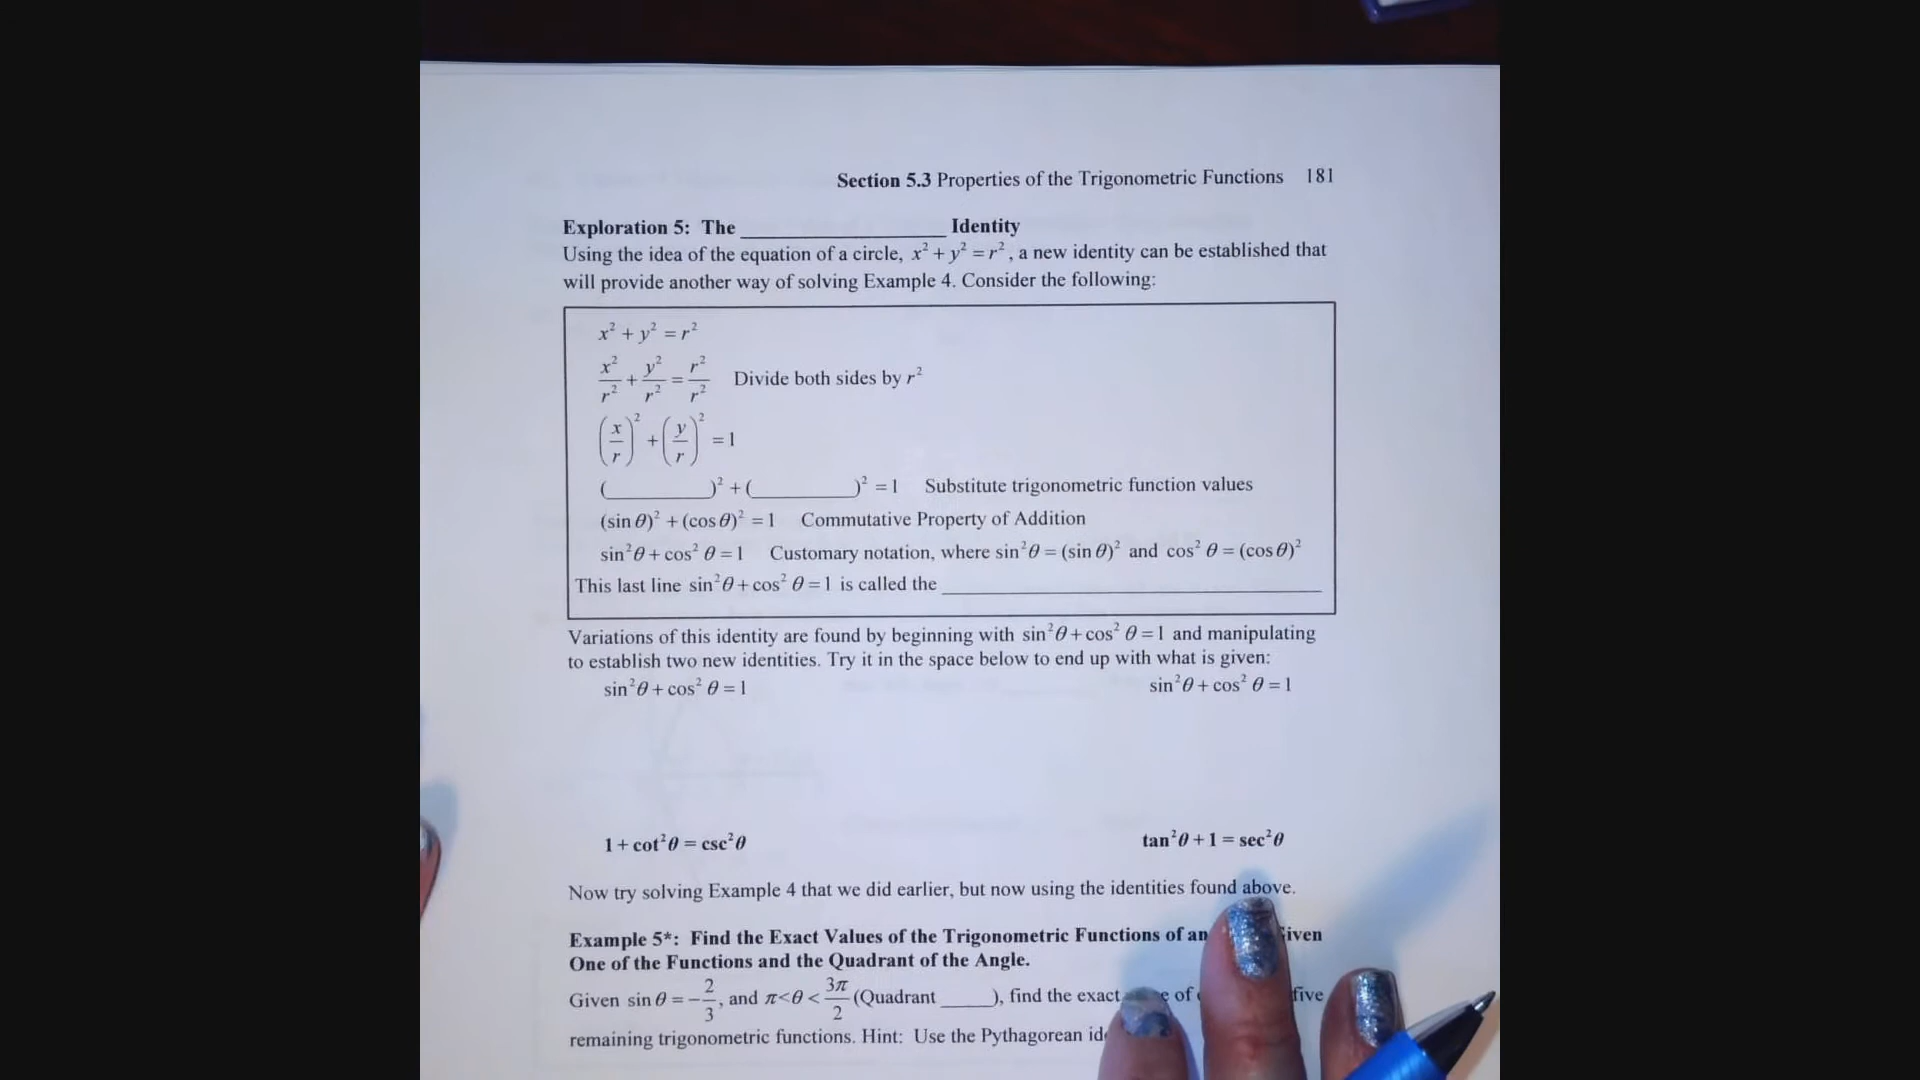 Section 5.3 Properties of the Trigonometric Functions 181
Exploration 5: The ____________________ Identity
Using the idea of the equation of a circle, x² + y² = r², a new identity can be established that
will provide another way of solving Example 4. Consider the following:
x² + y² = r²
x²/r² + y²/r² = r²/r² Divide both sides by r²
(x/r)² + (y/r)² = 1
(__________)² + (__________)² = 1 Substitute trigonometric function values
(sin θ)² + (cos θ)² = 1 Commutative Property of Addition
sin²θ + cos² θ = 1 Customary notation, where sin²θ = (sin θ)² and cos² θ = (cos θ)²
This last line sin²θ + cos² θ = 1 is called the ______________________________
Variations of this identity are found by beginning with sin²θ + cos² θ = 1 and manipulating
to establish two new identities. Try it in the space below to end up with what is given:
sin²θ + cos² θ = 1 sin²θ + cos² θ = 1
1 + cot²θ = csc²θ tan²θ + 1 = sec²θ
Now try solving Example 4 that we did earlier, but now using the identities found above.
Example 5*: Find the Exact Values of the Trigonometric Functions of an
One of the Functions and the Quadrant of the Angle.
Given sin θ = −2/3, and π < θ < 3π/2 (Quadrant _____), find the exact of five
remaining trigonometric functions. Hint: Use the Pythagorean